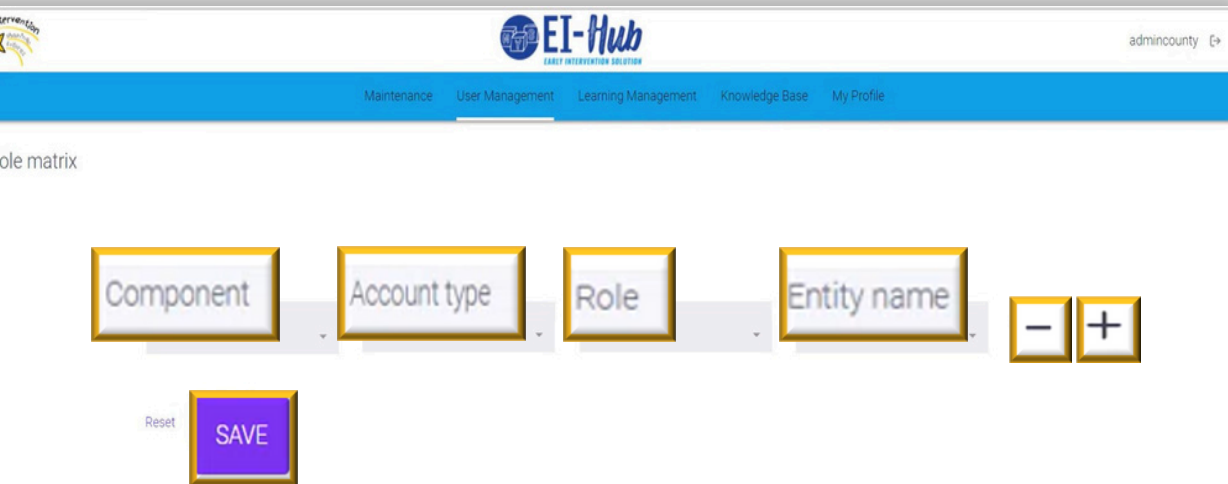 tervention
EI-Hub
EARLY INTERVENTION SOLUTION
admincounty
Maintenance User Management Learning Management Knowledge Base My Profile
ole matrix
Component Account type Role Entity name
− +
Reset SAVE